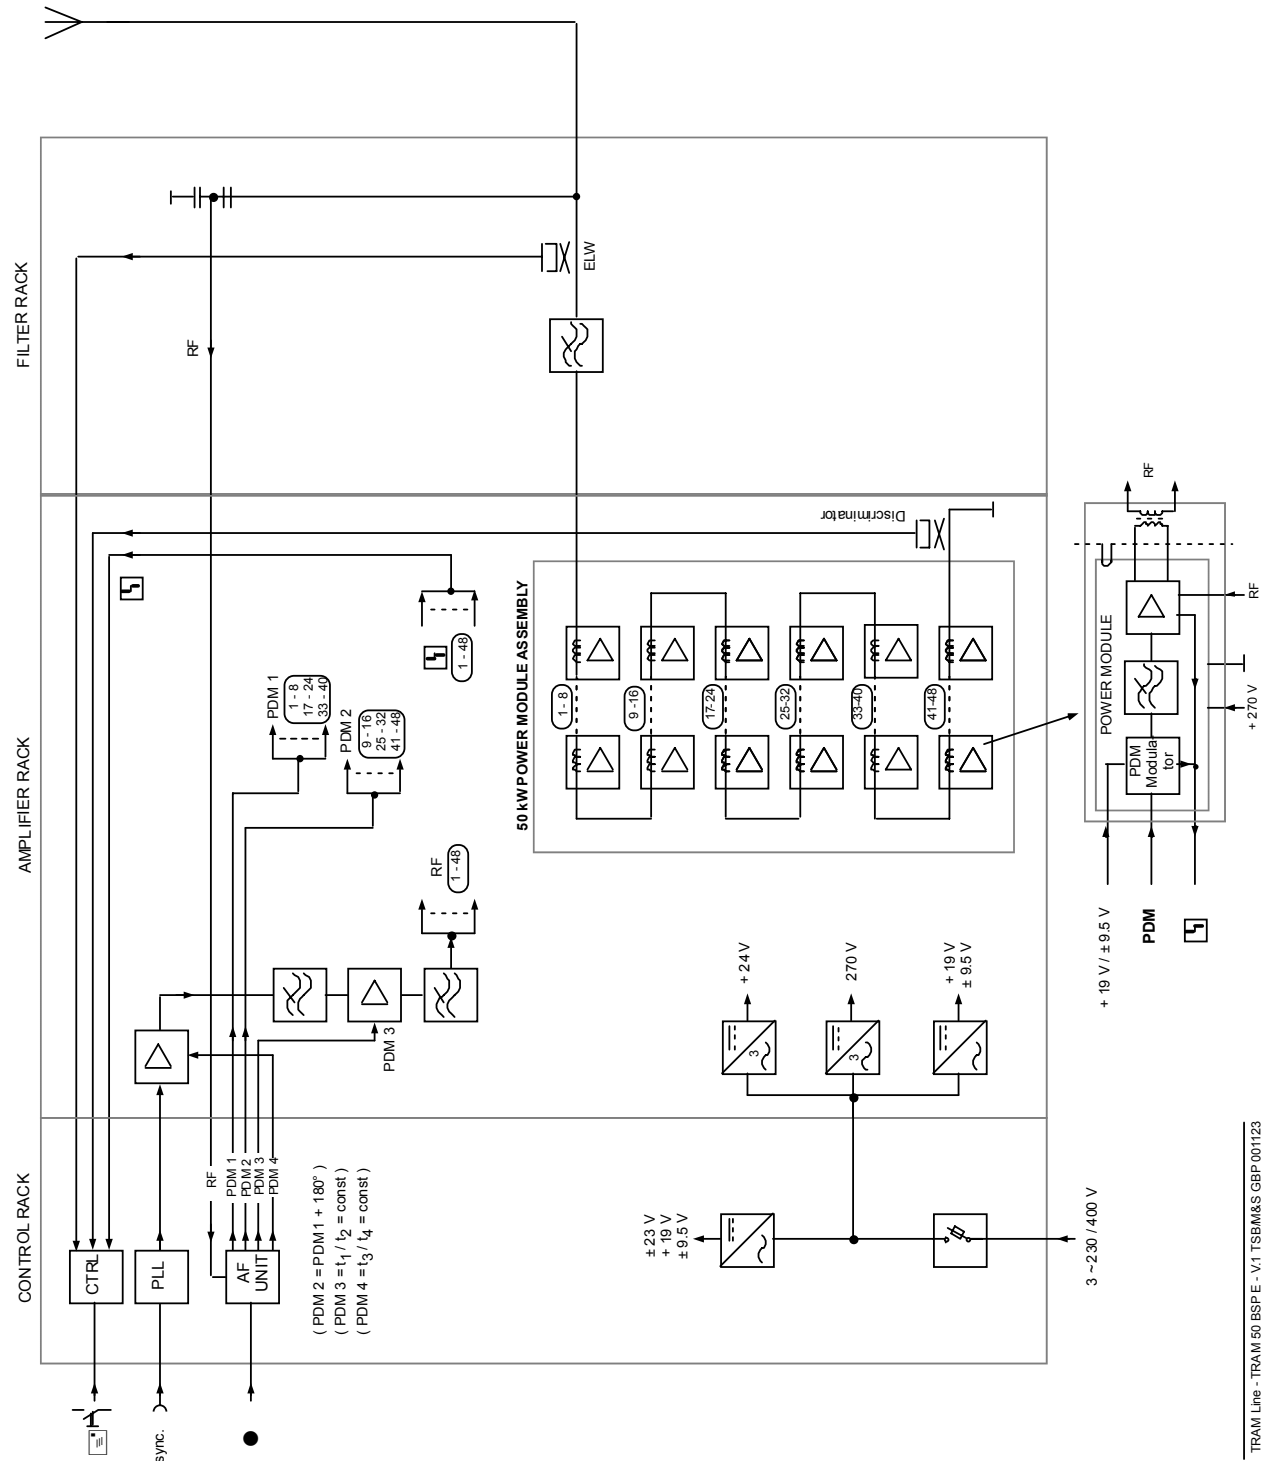 FILTER RACK
RF
ELW
AMPLIFIER RACK
Discriminator
PDM 1
1 - 8
17 - 24
33 - 40
PDM 2
9 - 16
25 - 32
41 - 48
1 - 48
RF
1 - 48
PDM 3
50 kW POWER MODULE ASSEMBLY
1 - 8
9 - 16
17-24
25-32
33-40
41-48
+ 24 V
270 V
+ 19 V
± 9.5 V
3
3
CONTROL RACK
RF
PDM 1
PDM 2
PDM 3
PDM 4
CTRL
PLL
AF
UNIT
( PDM 2 = PDM 1 + 180° )
( PDM 3 = t1 / t2 = const )
( PDM 4 = t3 / t4 = const )
± 23 V
+ 19 V
± 9.5 V
3 ~ 230 / 400 V
sync.
RF
POWER MODULE
PDM
Modula
tor
RF
+ 270 V
+ 19 V / ± 9.5 V
PDM
TRAM Line - TRAM 50 BSP E - V.1 TSB/M&S GBP 001123